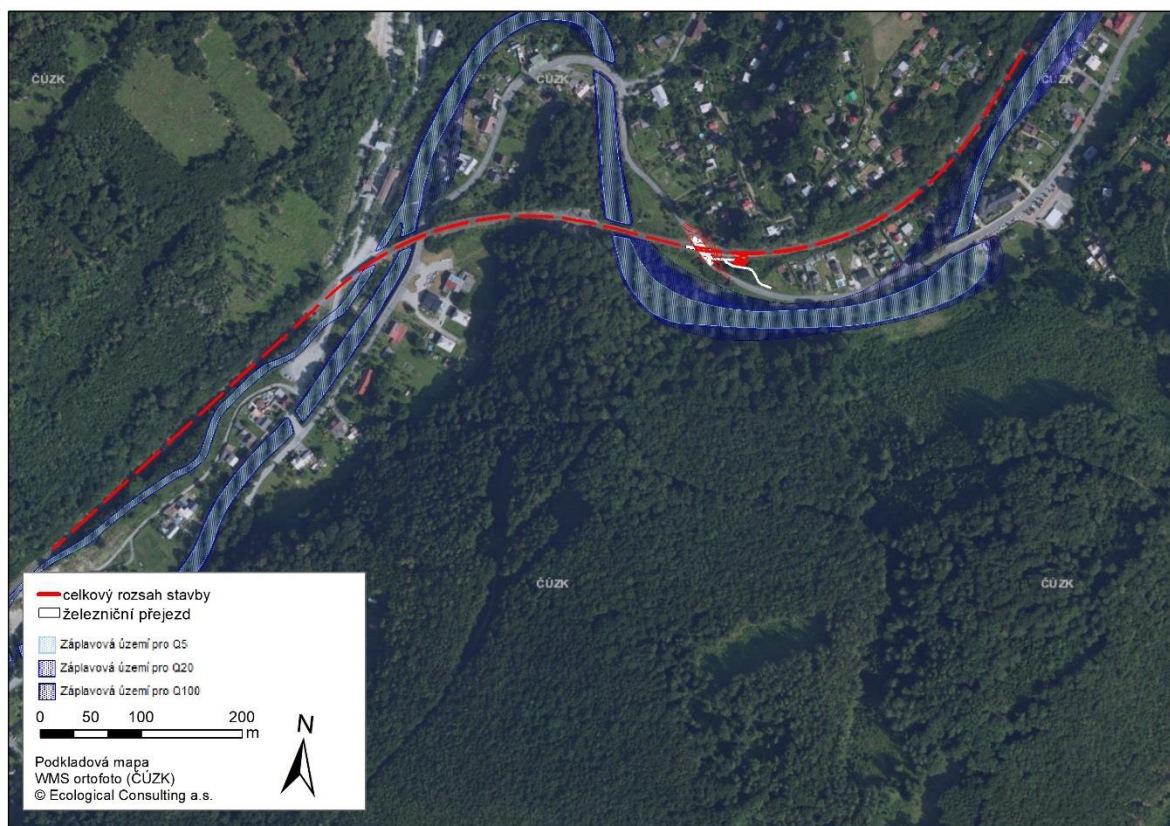 ČÚZK
ČÚZK
ČÚZK
ČÚZK
ČÚZK
celkový rozsah stavby
železniční přejezd
Záplavová území pro Q5
Záplavová území pro Q20
Záplavová území pro Q100
0 50 100 200
m
N
Podkladová mapa
WMS ortofoto (ČÚZK)
© Ecological Consulting a.s.